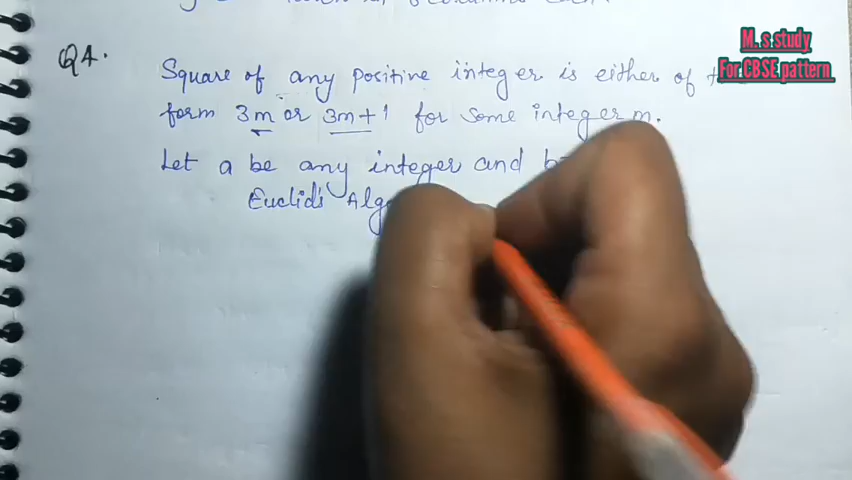 M. s study
For CBSE pattern
Q4.
Square of any positive integer is either of
form 3m or 3m+1 for some integer m.
Let a be any integer and
Euclid's